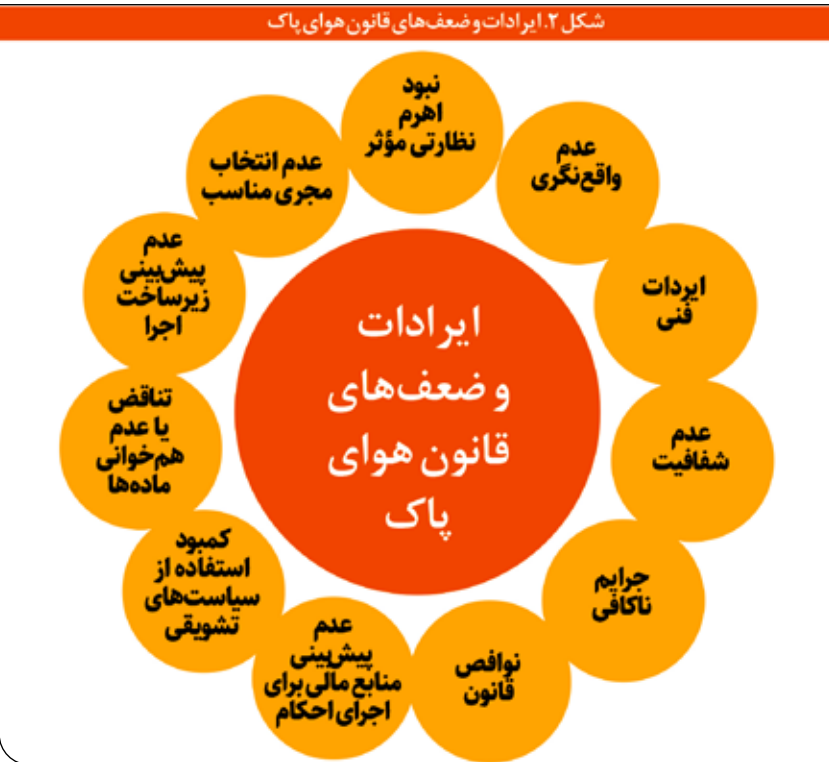 شکل ۲. ایرادات و ضعف‌های قانون هوای پاک
نبود
اهرم
نظارتی مؤثر
عدم
واقع‌نگری
ایردات
فنی
عدم
شفافیت
جرایم
ناکافی
نوافص
قانون
عدم
پیش‌بینی
منابع مالی برای
اجرای احکام
کمبود
استفاده از
سیاست‌های
تشویقی
تناقض
یا عدم
هم‌خوانی
ماده‌ها
عدم
پیش‌بینی
زیرساخت
اجرا
عدم انتخاب
مجری مناسب
ایرادات
و ضعف‌های
قانون هوای
پاک